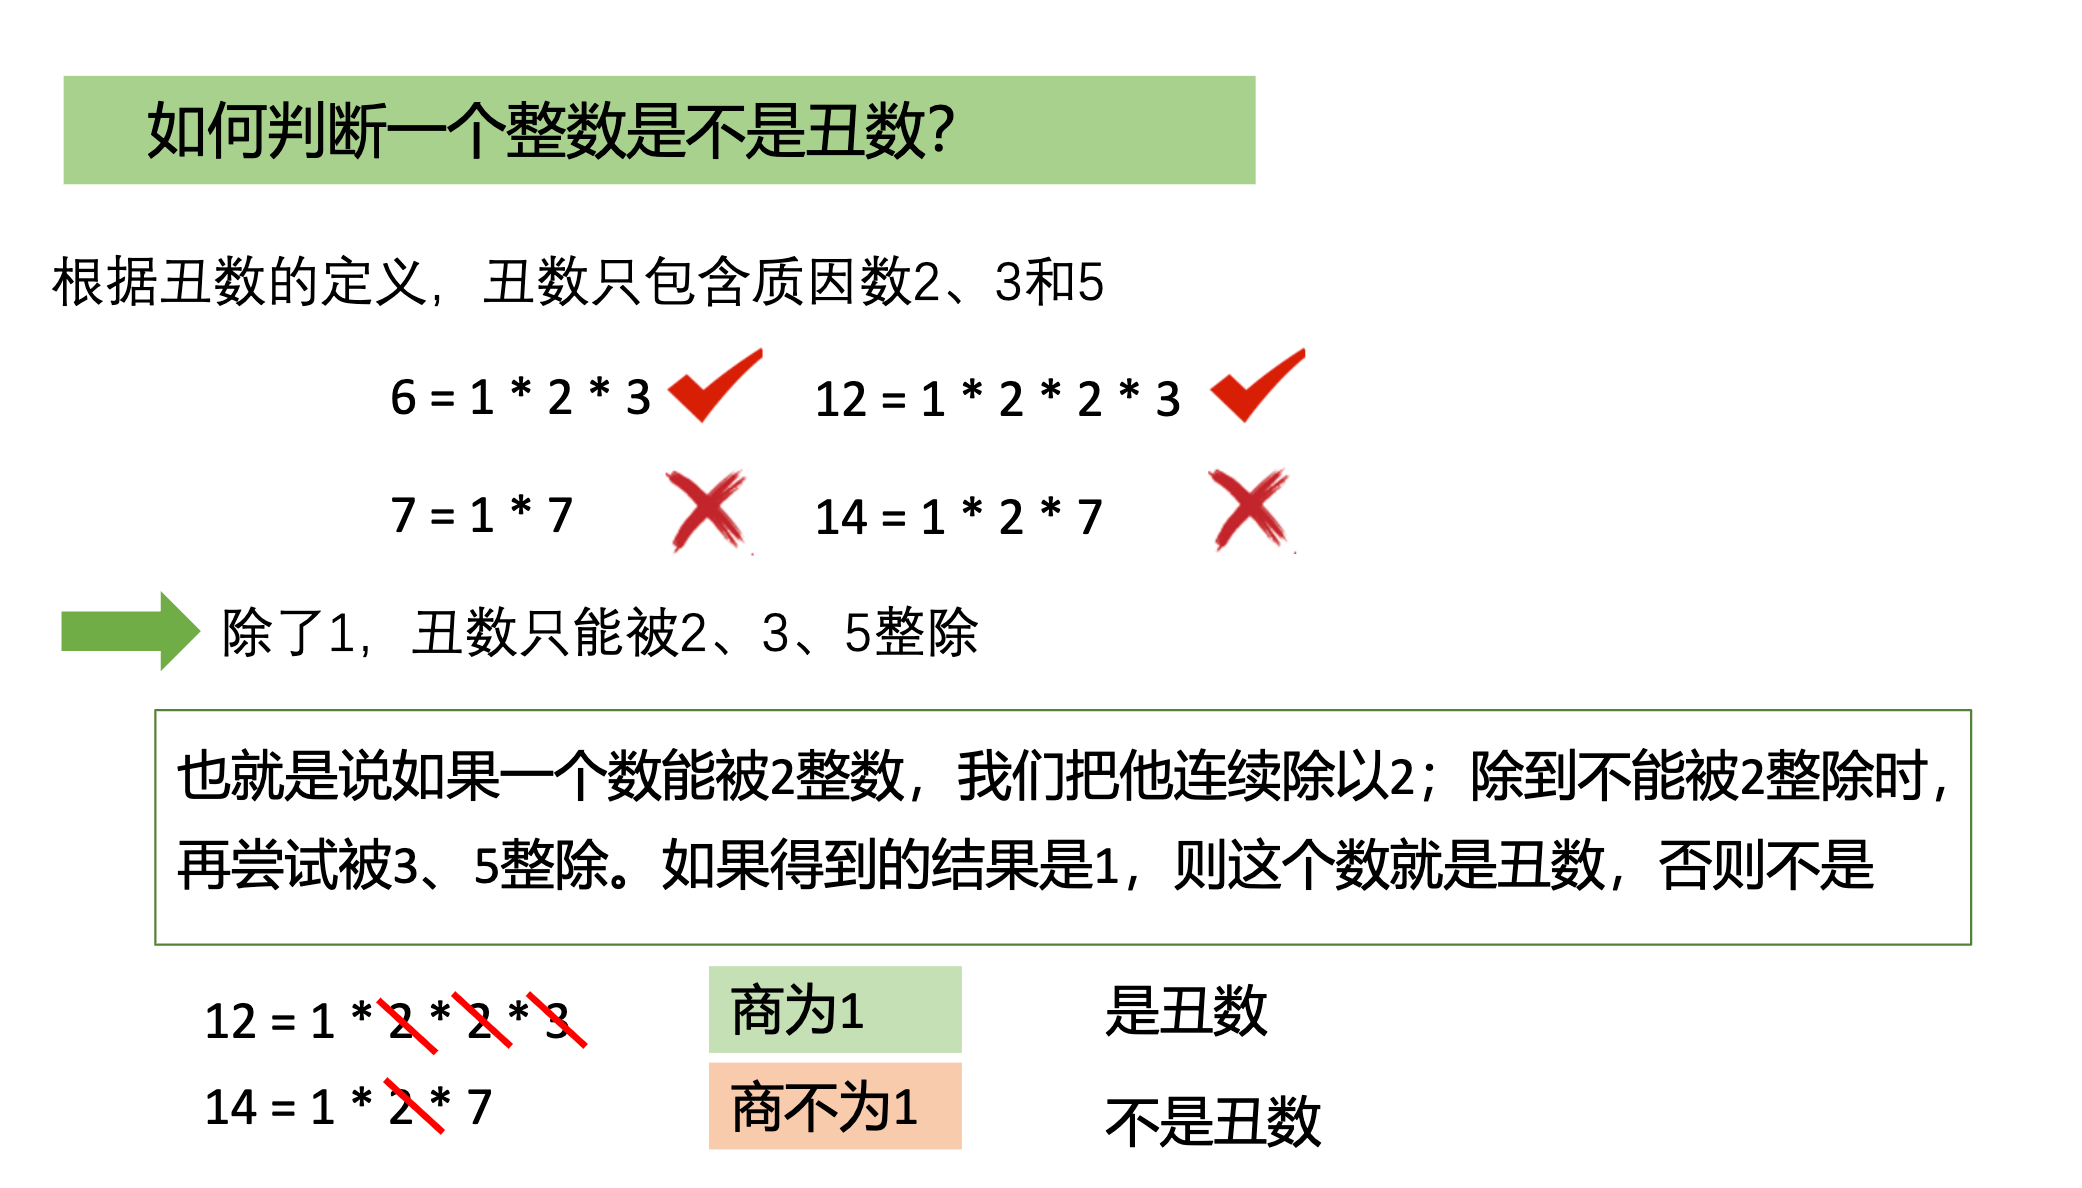 如何判断一个整数是不是丑数？
根据丑数的定义，丑数只包含质因数2、3和5
6 = 1 * 2 * 3
12 = 1 * 2 * 2 * 3
7 = 1 * 7
14 = 1 * 2 * 7
除了1，丑数只能被2、3、5整除
也就是说如果一个数能被2整数，我们把他连续除以2；除到不能被2整除时，
再尝试被3、5整除。如果得到的结果是1，则这个数就是丑数，否则不是
12 = 1 * 2 * 2 * 3
商为1
是丑数
14 = 1 * 2 * 7
商不为1
不是丑数